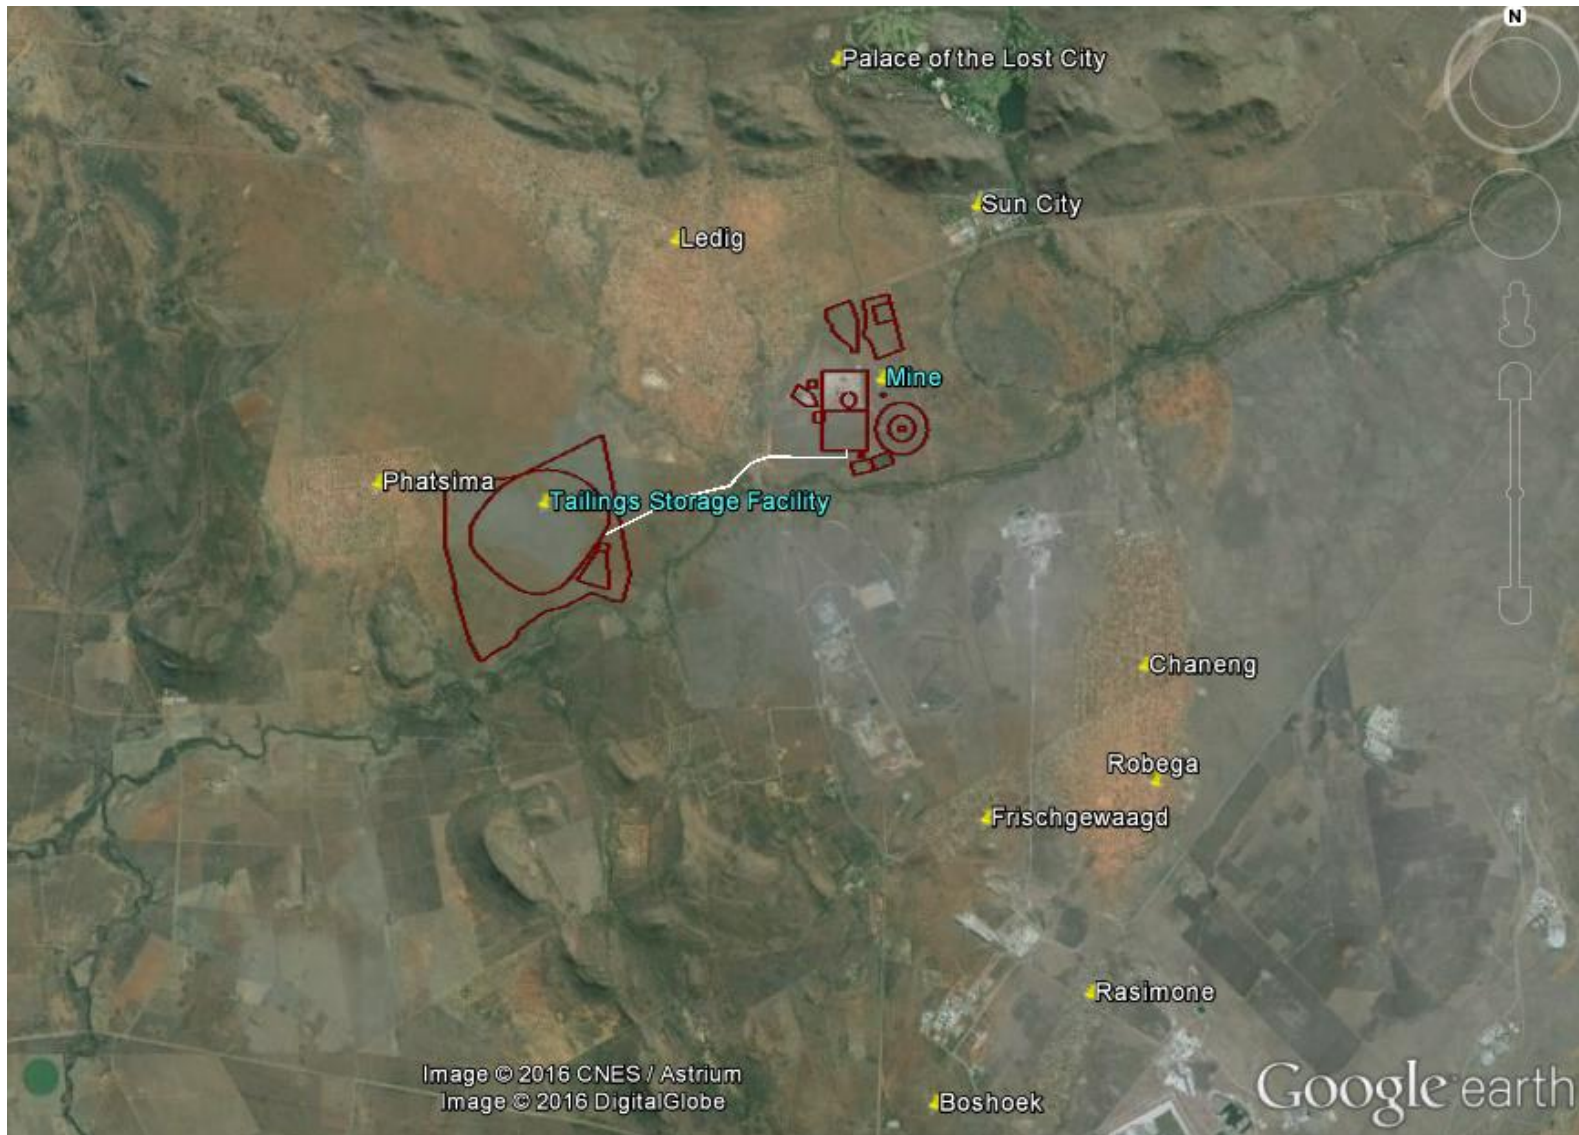 N
Palace of the Lost City
Sun City
Ledig
Mine
Phatsima
Tailings Storage Facility
Chaneng
Robega
Frischgewaagd
Rasimone
Image © 2016 CNES / Astrium
Image © 2016 DigitalGlobe
Boshoek
Google earth